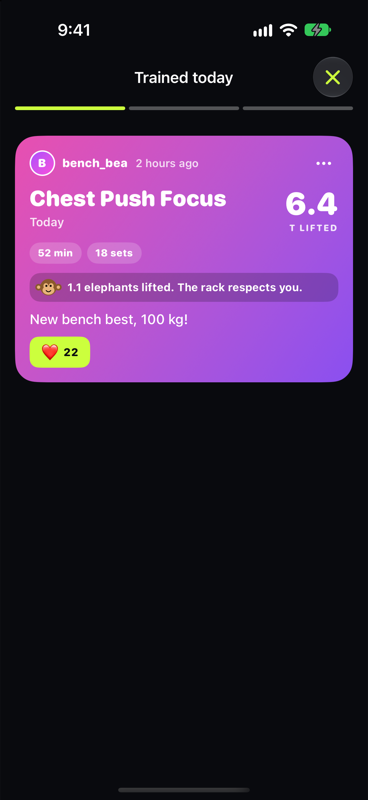 9:41
Trained today
B bench_bea 2 hours ago
Chest Push Focus
6.4
Today
T LIFTED
52 min 18 sets
1.1 elephants lifted. The rack respects you.
New bench best, 100 kg!
22